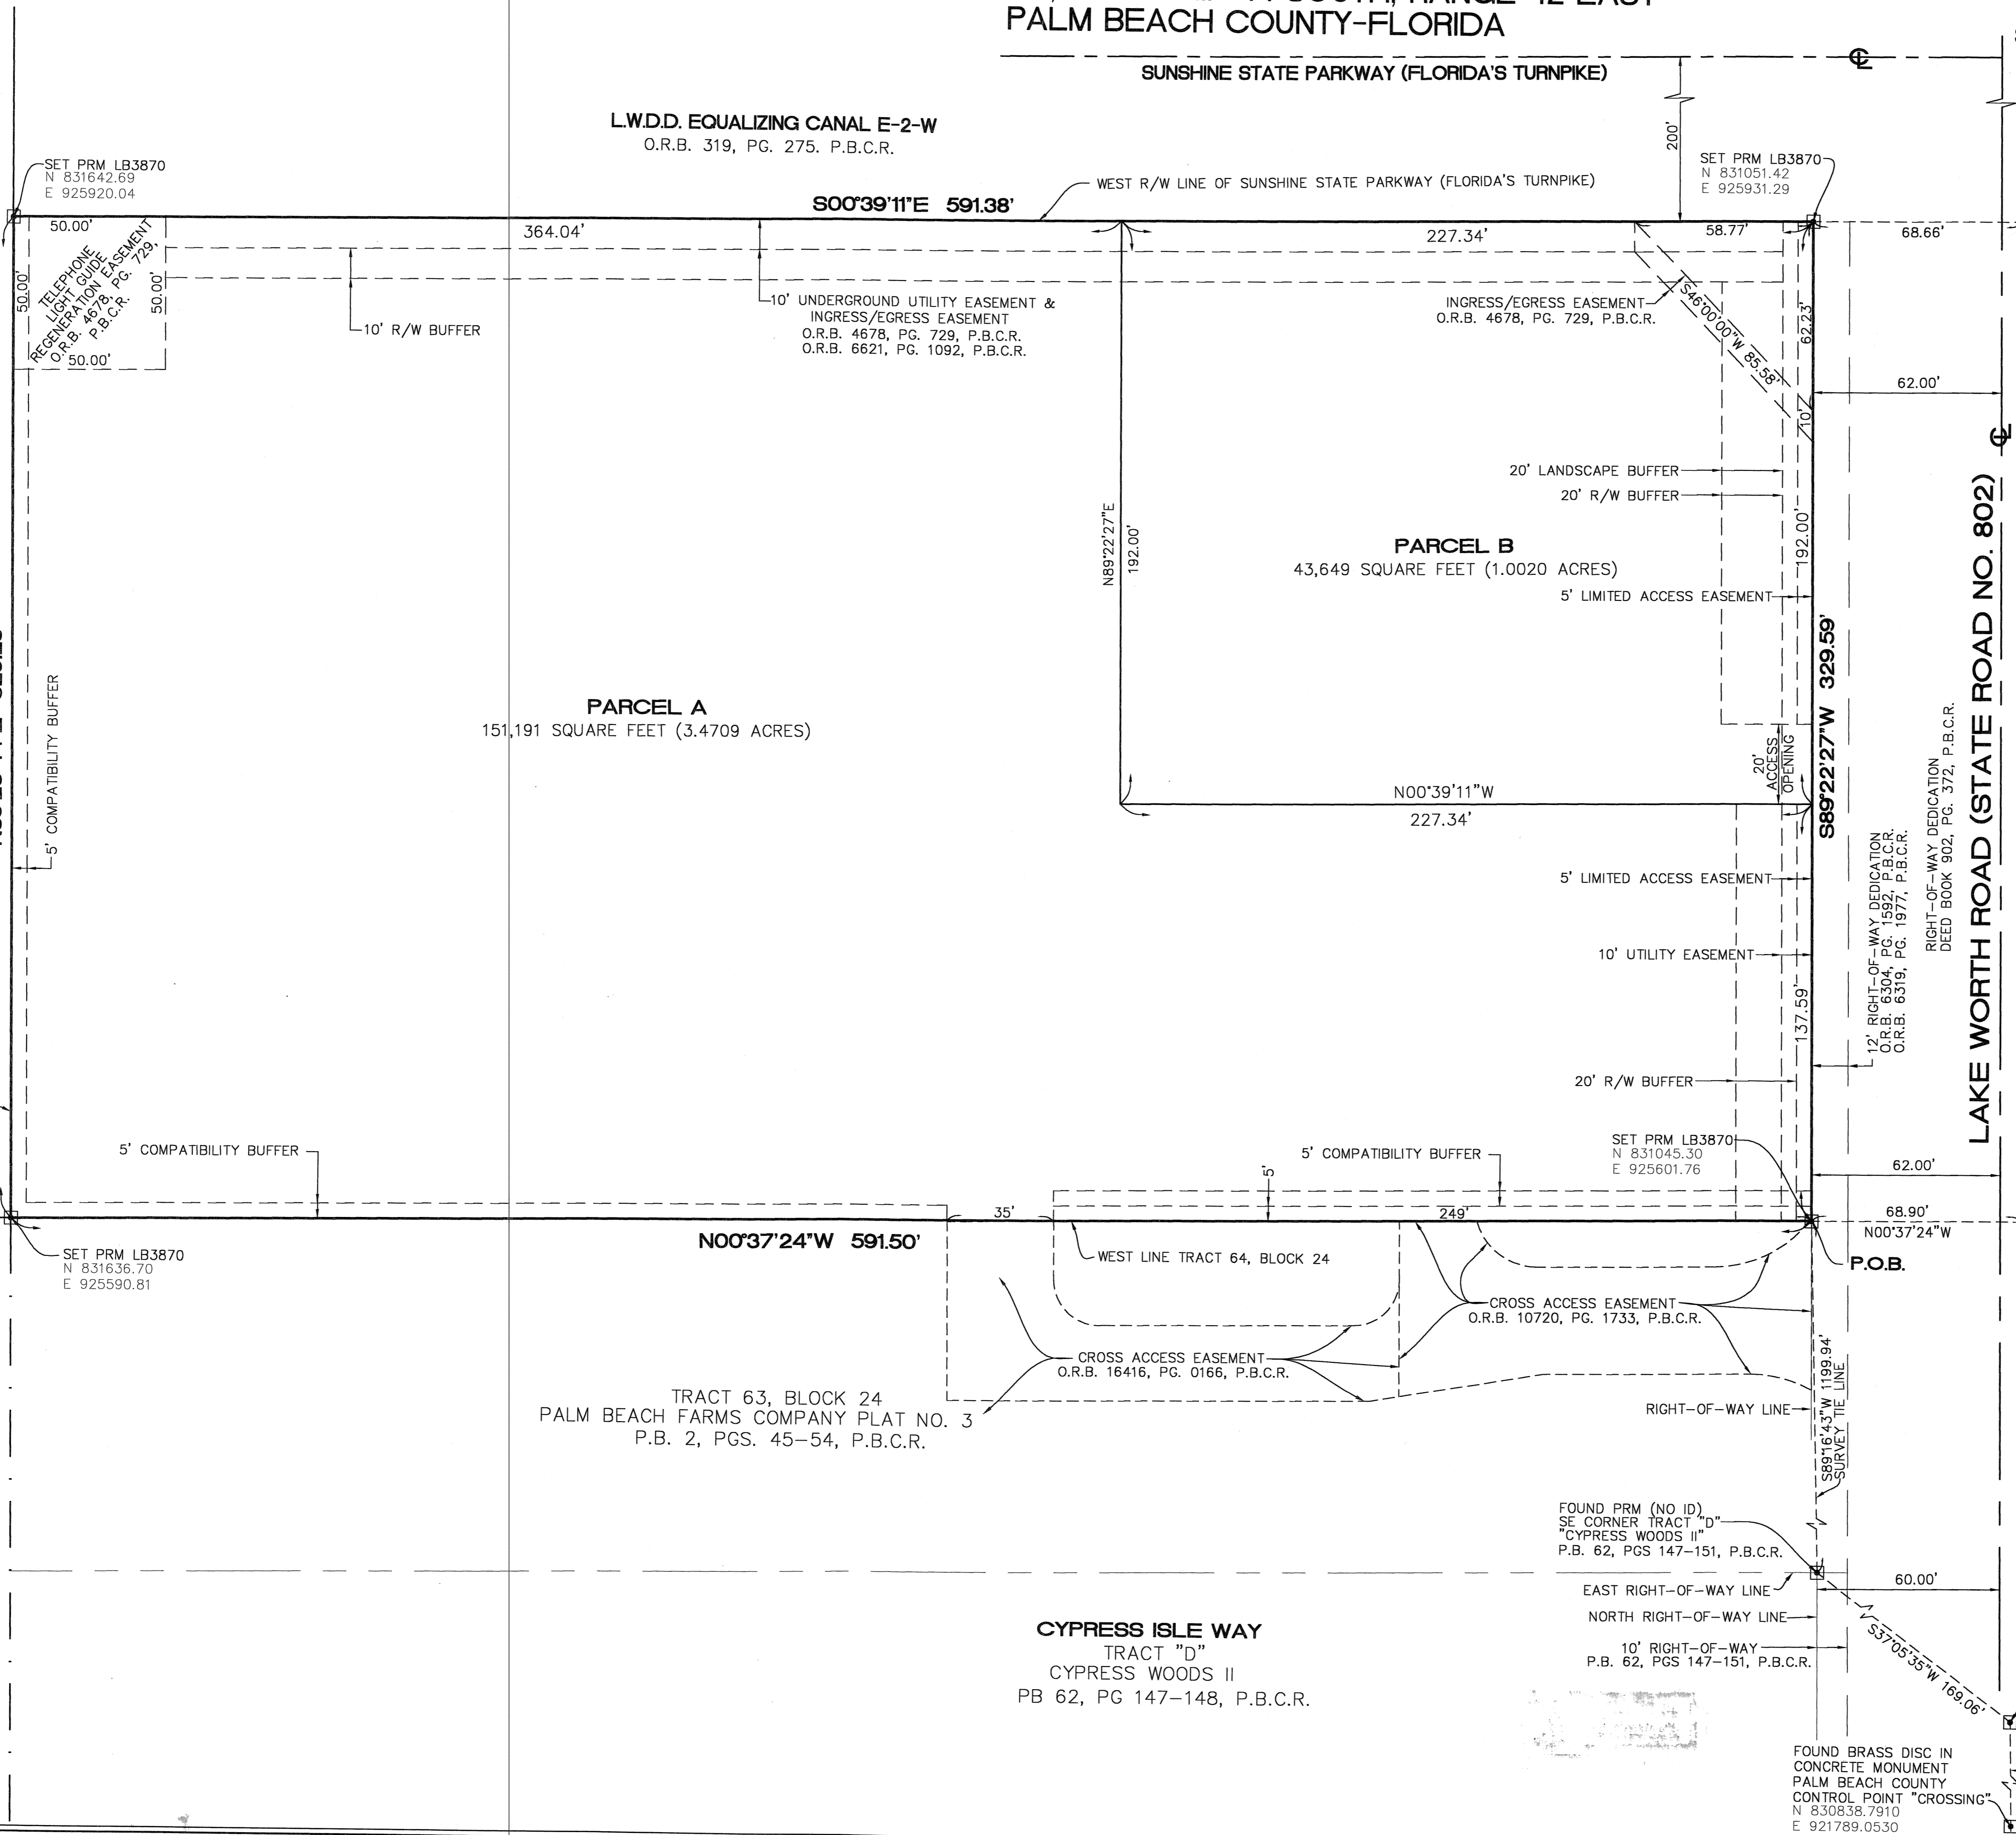 PALM BEACH COUNTY-FLORIDA
SUNSHINE STATE PARKWAY (FLORIDA'S TURNPIKE)
200'
L.W.D.D. EQUALIZING CANAL E-2-W
O.R.B. 319, PG. 275. P.B.C.R.
SET PRM LB3870
N 831642.69
E 925920.04
SET PRM LB3870
N 831051.42
E 925931.29
WEST R/W LINE OF SUNSHINE STATE PARKWAY (FLORIDA'S TURNPIKE)
S00°39'11"E 591.38'
50.00'
364.04'
227.34'
58.77'
68.66'
50.00'
TELEPHONE
LIGHT GUIDE
REGENERATION EASEMENT
O.R.B. 4678, PG. 729,
P.B.C.R.
50.00'
50.00'
10' R/W BUFFER
10' UNDERGROUND UTILITY EASEMENT &
INGRESS/EGRESS EASEMENT
O.R.B. 4678, PG. 729, P.B.C.R.
O.R.B. 6621, PG. 1092, P.B.C.R.
INGRESS/EGRESS EASEMENT
O.R.B. 4678, PG. 729, P.B.C.R.
S46°00'00"W 85.58'
62.23'
10'
62.00'
20' LANDSCAPE BUFFER
20' R/W BUFFER
N89°22'27"E
192.00'
PARCEL B
43,649 SQUARE FEET (1.0020 ACRES)
192.00'
5' LIMITED ACCESS EASEMENT
S89°22'27"W 329.59'
PARCEL A
151,191 SQUARE FEET (3.4709 ACRES)
5' COMPATIBILITY BUFFER
20'
ACCESS
OPENING
N00°39'11"W
227.34'
5' LIMITED ACCESS EASEMENT
10' UTILITY EASEMENT
137.59'
20' R/W BUFFER
12' RIGHT-OF-WAY DEDICATION
O.R.B. 6304, PG. 1592, P.B.C.R.
O.R.B. 6319, PG. 1977, P.B.C.R.
RIGHT-OF-WAY DEDICATION
DEED BOOK 902, PG. 372, P.B.C.R.
LAKE WORTH ROAD (STATE ROAD NO. 802)
5' COMPATIBILITY BUFFER
5' COMPATIBILITY BUFFER
5'
SET PRM LB3870
N 831045.30
E 925601.76
62.00'
35'
249'
68.90'
N00°37'24"W
SET PRM LB3870
N 831636.70
E 925590.81
N00°37'24"W 591.50'
WEST LINE TRACT 64, BLOCK 24
P.O.B.
CROSS ACCESS EASEMENT
O.R.B. 10720, PG. 1733, P.B.C.R.
CROSS ACCESS EASEMENT
O.R.B. 16416, PG. 0166, P.B.C.R.
TRACT 63, BLOCK 24
PALM BEACH FARMS COMPANY PLAT NO. 3
P.B. 2, PGS. 45-54, P.B.C.R.
RIGHT-OF-WAY LINE
S89°16'43"W 1199.94'
SURVEY TIE LINE
FOUND PRM (NO ID)
SE CORNER TRACT "D"
"CYPRESS WOODS II"
P.B. 62, PGS 147-151, P.B.C.R.
EAST RIGHT-OF-WAY LINE
60.00'
NORTH RIGHT-OF-WAY LINE
10' RIGHT-OF-WAY
P.B. 62, PGS 147-151, P.B.C.R.
S37°05'35"W 169.06'
CYPRESS ISLE WAY
TRACT "D"
CYPRESS WOODS II
PB 62, PG 147-148, P.B.C.R.
FOUND BRASS DISC IN
CONCRETE MONUMENT
PALM BEACH COUNTY
CONTROL POINT "CROSSING"
N 830838.7910
E 921789.0530